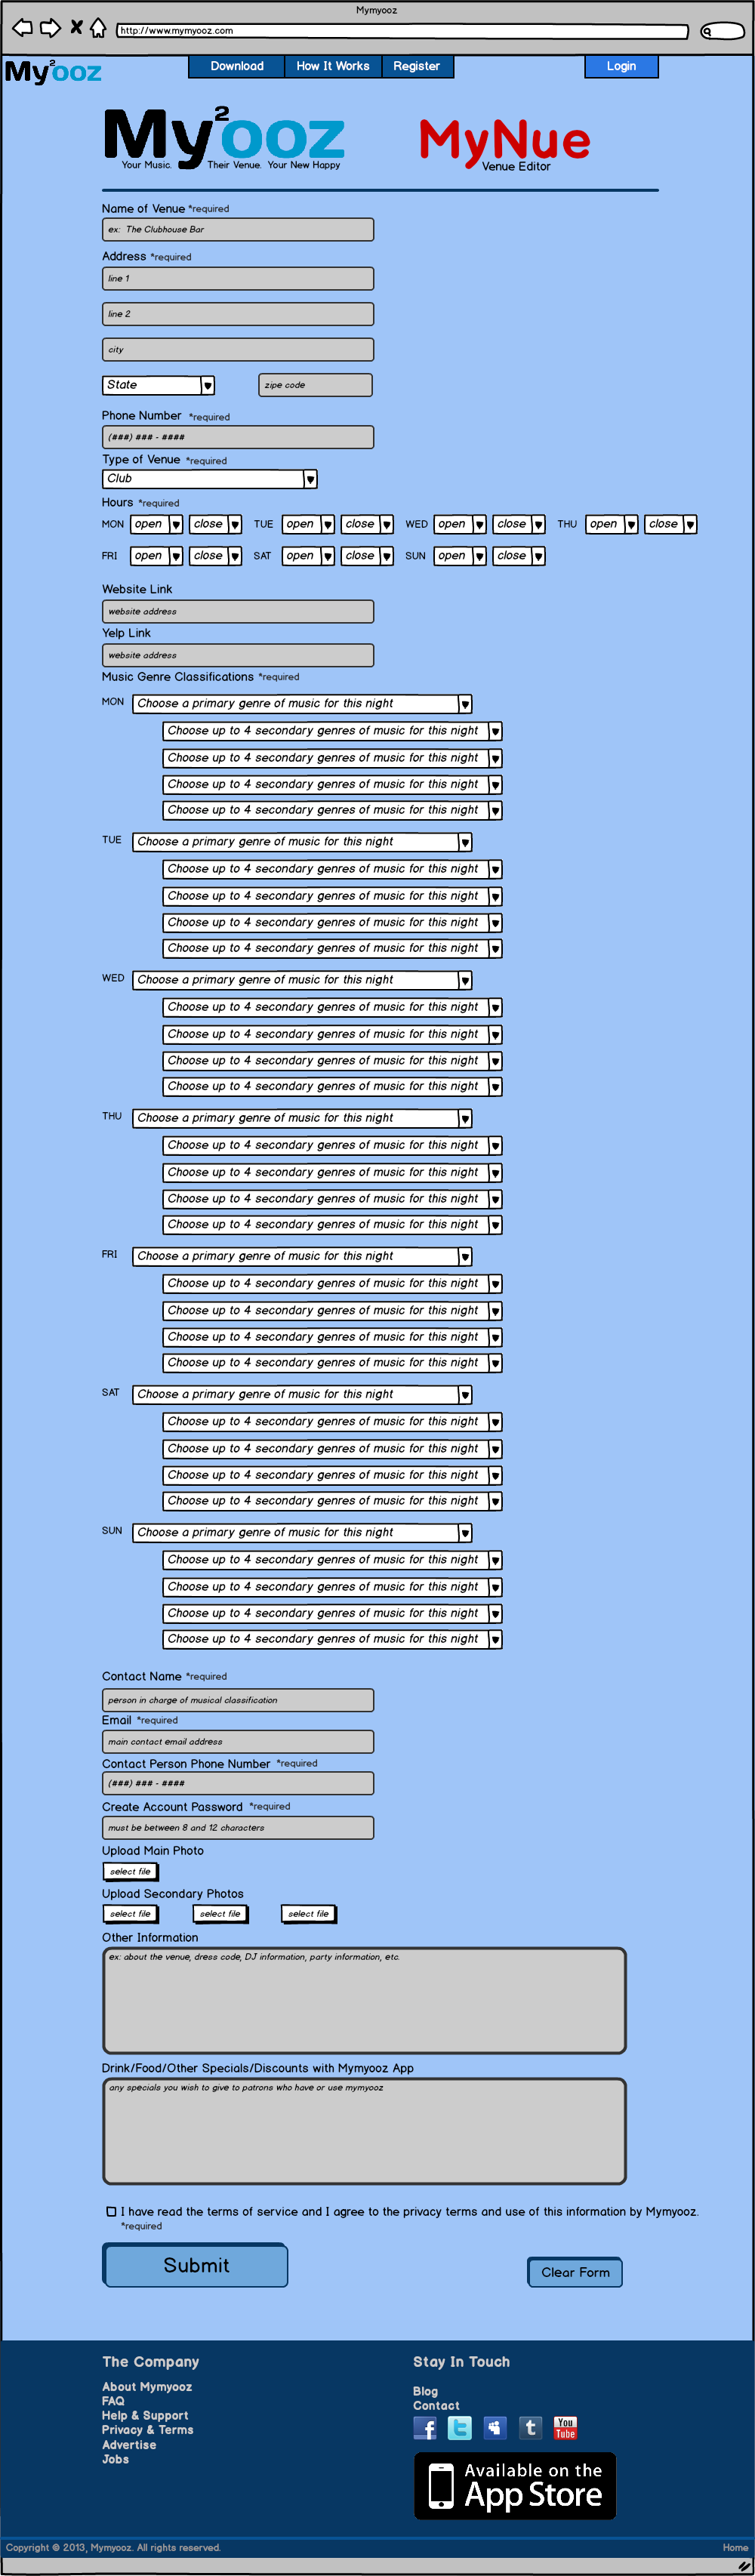 Mymyooz
http://www.mymyooz.com
My2ooz
Download How It Works Register Login
My2ooz
Your Music. Their Venue. Your New Happy
MyNue
Venue Editor
Name of Venue *required
ex: The Clubhouse Bar
Address *required
line 1
line 2
city
State zipe code
Phone Number *required
(###) ### - ####
Type of Venue *required
Club
Hours *required
MON open close TUE open close WED open close THU open close
FRI open close SAT open close SUN open close
Website Link
website address
Yelp Link
website address
Music Genre Classifications *required
MON Choose a primary genre of music for this night
Choose up to 4 secondary genres of music for this night
Choose up to 4 secondary genres of music for this night
Choose up to 4 secondary genres of music for this night
Choose up to 4 secondary genres of music for this night
TUE Choose a primary genre of music for this night
Choose up to 4 secondary genres of music for this night
Choose up to 4 secondary genres of music for this night
Choose up to 4 secondary genres of music for this night
Choose up to 4 secondary genres of music for this night
WED Choose a primary genre of music for this night
Choose up to 4 secondary genres of music for this night
Choose up to 4 secondary genres of music for this night
Choose up to 4 secondary genres of music for this night
Choose up to 4 secondary genres of music for this night
THU Choose a primary genre of music for this night
Choose up to 4 secondary genres of music for this night
Choose up to 4 secondary genres of music for this night
Choose up to 4 secondary genres of music for this night
Choose up to 4 secondary genres of music for this night
FRI Choose a primary genre of music for this night
Choose up to 4 secondary genres of music for this night
Choose up to 4 secondary genres of music for this night
Choose up to 4 secondary genres of music for this night
Choose up to 4 secondary genres of music for this night
SAT Choose a primary genre of music for this night
Choose up to 4 secondary genres of music for this night
Choose up to 4 secondary genres of music for this night
Choose up to 4 secondary genres of music for this night
Choose up to 4 secondary genres of music for this night
SUN Choose a primary genre of music for this night
Choose up to 4 secondary genres of music for this night
Choose up to 4 secondary genres of music for this night
Choose up to 4 secondary genres of music for this night
Choose up to 4 secondary genres of music for this night
Contact Name *required
person in charge of musical classification
Email *required
main contact email address
Contact Person Phone Number *required
(###) ### - ####
Create Account Password *required
must be between 8 and 12 characters
Upload Main Photo
select file
Upload Secondary Photos
select file select file select file
Other Information
ex: about the venue, dress code, DJ information, party information, etc.
Drink/Food/Other Specials/Discounts with Mymyooz App
any specials you wish to give to patrons who have or use mymyooz
I have read the terms of service and I agree to the privacy terms and use of this information by Mymyooz.
*required
Submit Clear Form
The Company
About Mymyooz
FAQ
Help & Support
Privacy & Terms
Advertise
Jobs
Stay In Touch
Blog
Contact
f t t You Tube
Available on the
App Store
Copyright © 2013, Mymyooz. All rights reserved. Home